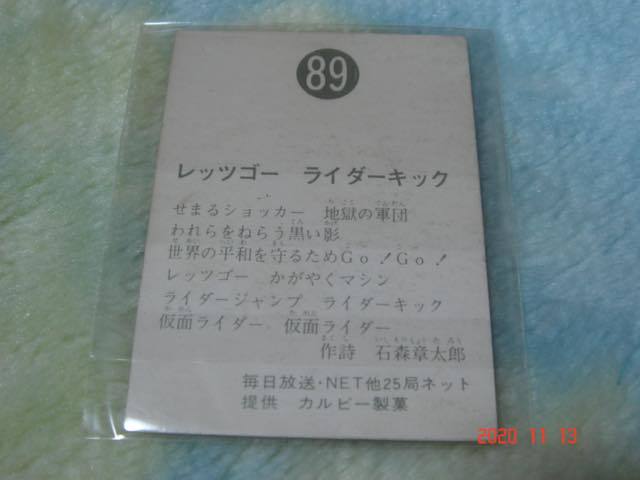 89
レッツゴー　ライダーキック
せまるショッカー　地獄の軍団
われらをねらう黒い影
世界の平和を守るためGo!Go!
レッツゴー　かがやくマシン
ライダージャンプ　ライダーキック
仮面ライダー　仮面ライダー
作詩　石森章太郎
毎日放送・NET他25局ネット
提供　カルビー製菓
2020 11 13